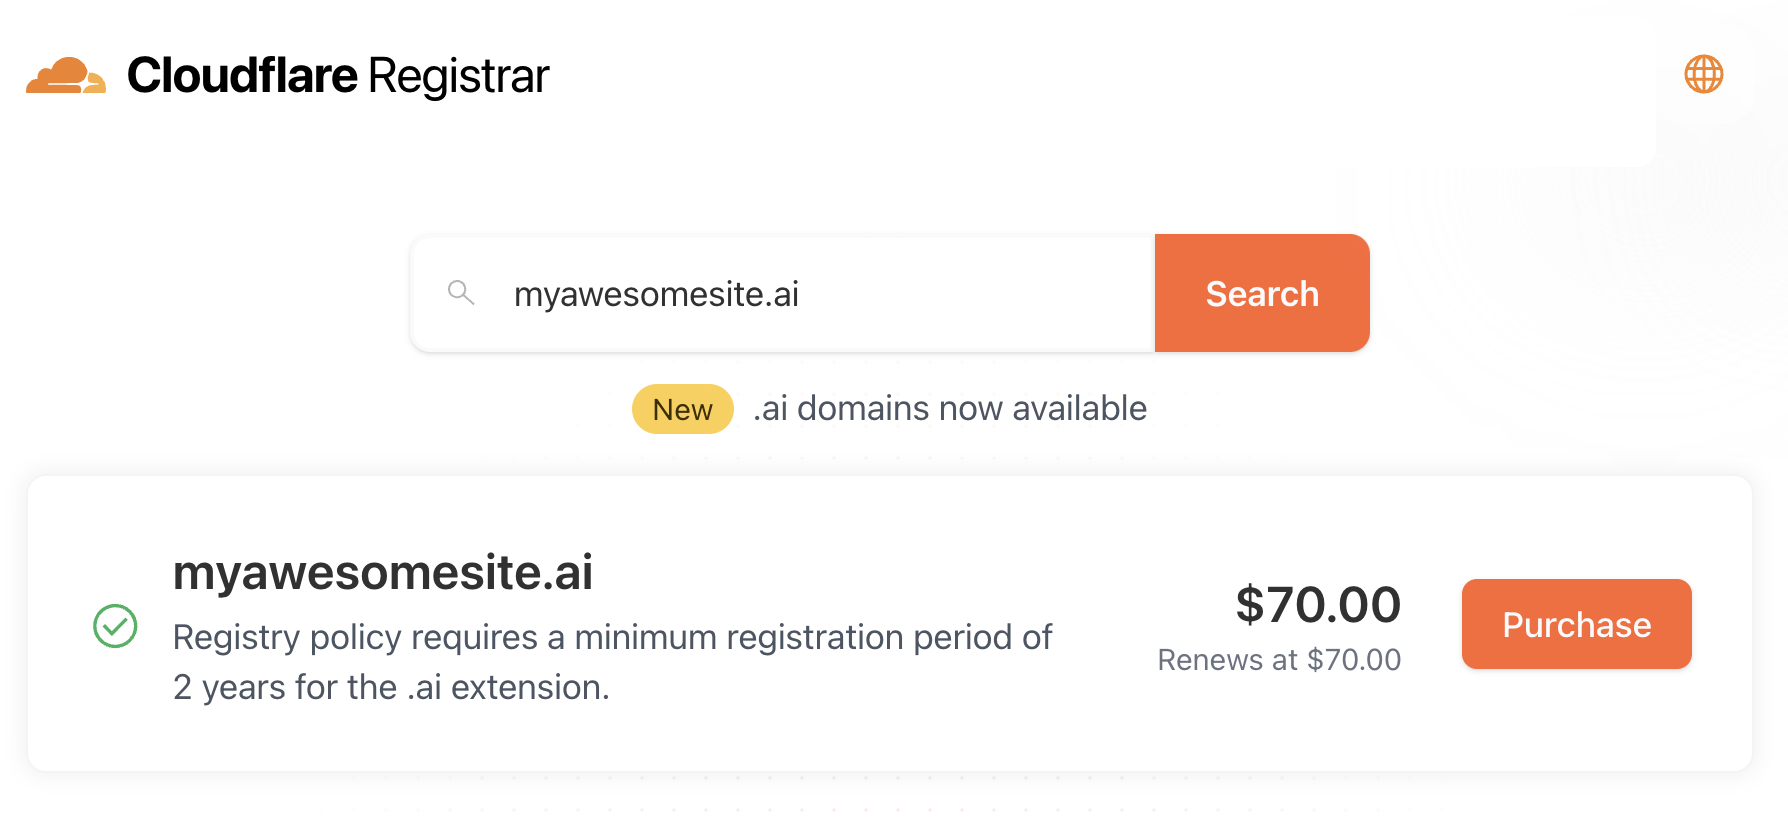 Cloudflare Registrar
myawesomesite.ai
Search
New .ai domains now available
myawesomesite.ai
Registry policy requires a minimum registration period of
2 years for the .ai extension.
$70.00
Renews at $70.00
Purchase